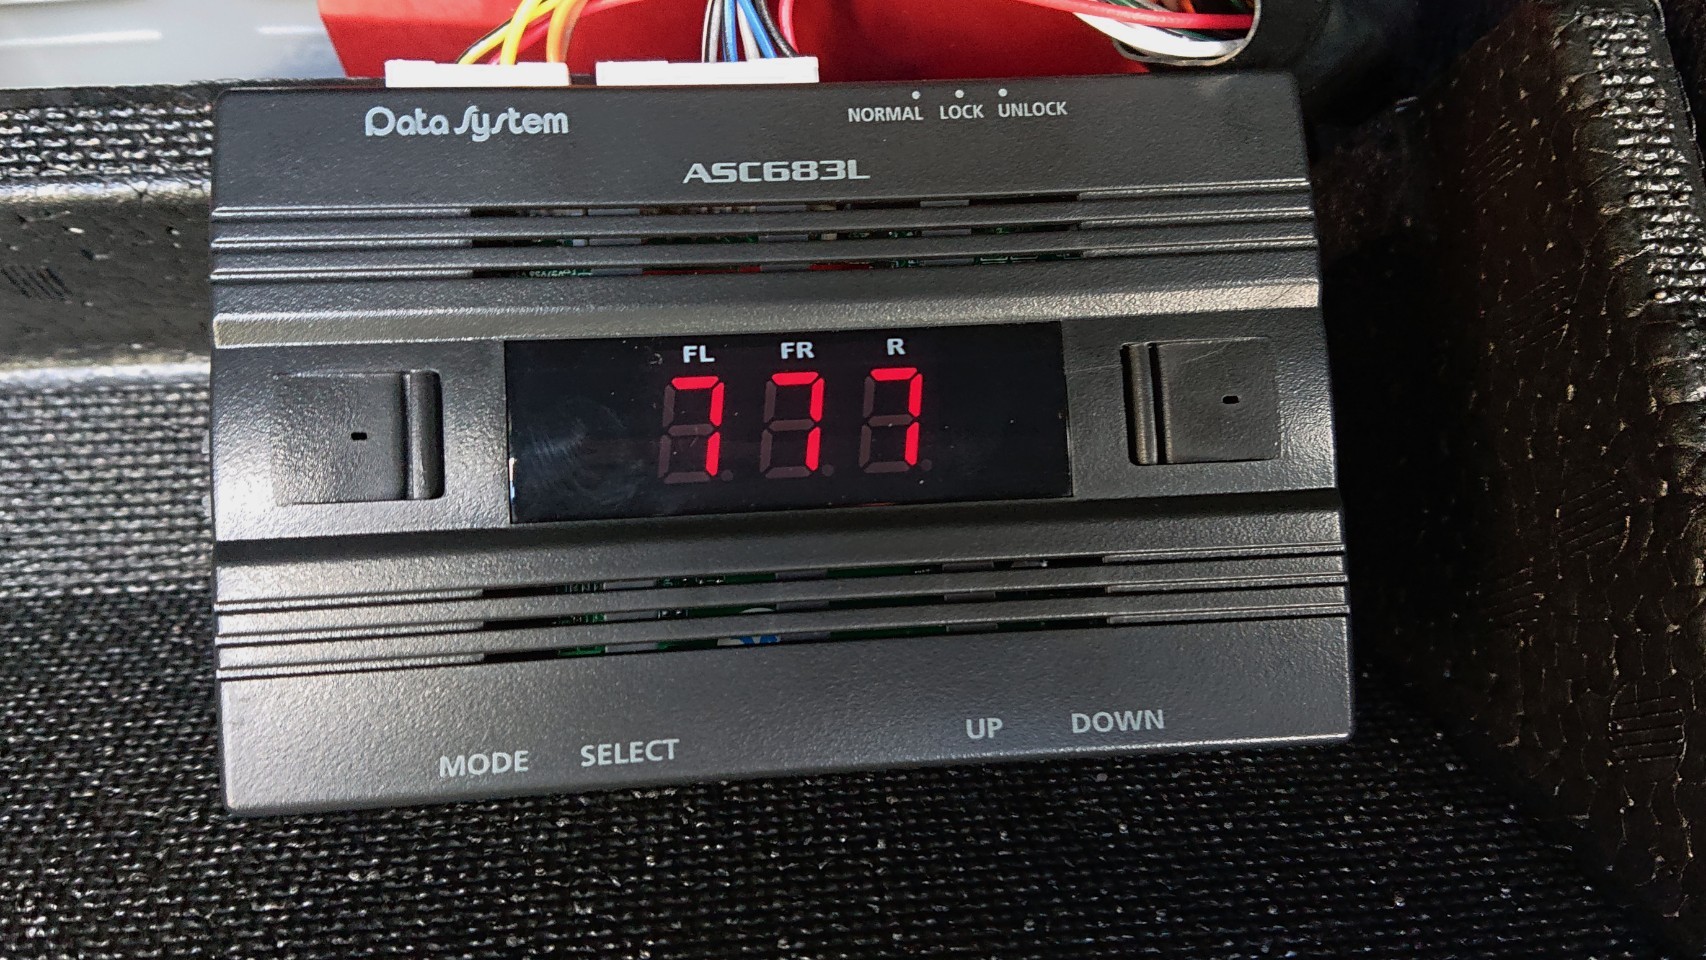 Data System
NORMAL LOCK UNLOCK
ASC683L
FL FR R
777
MODE SELECT UP DOWN